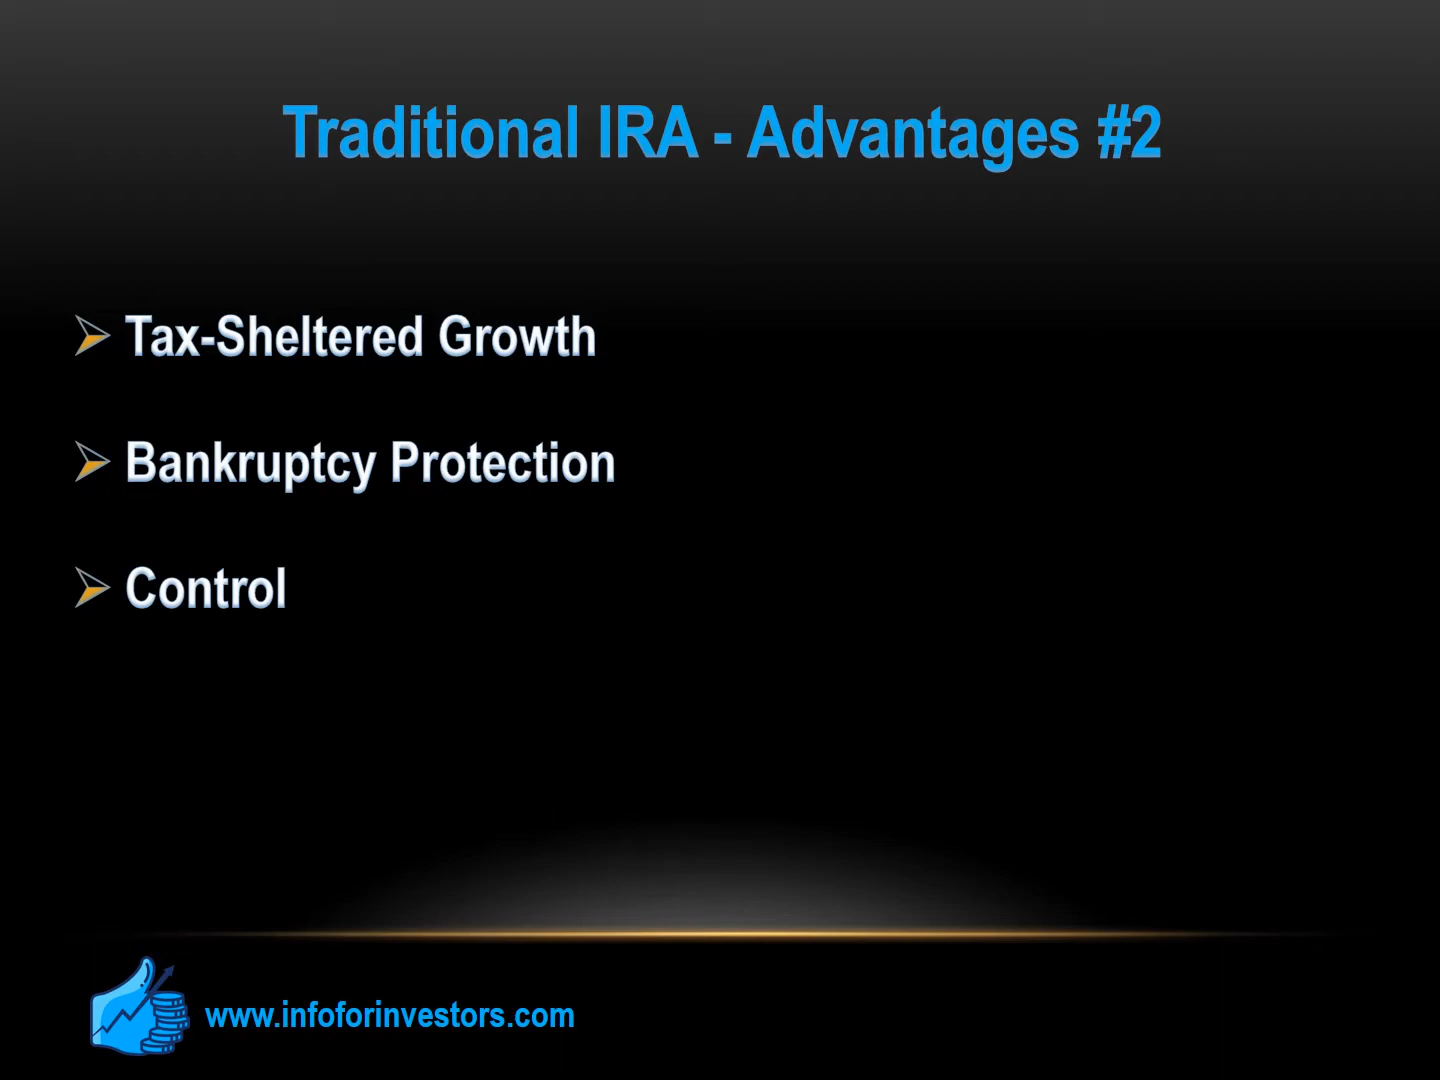 Traditional IRA - Advantages #2
Tax-Sheltered Growth
Bankruptcy Protection
Control
www.infoforinvestors.com